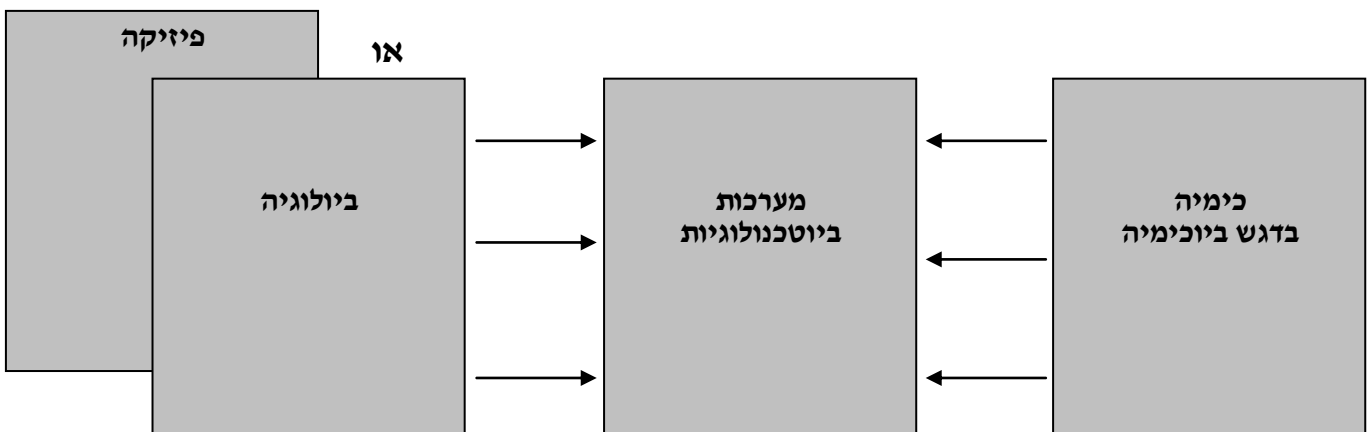 פיזיקה
או
ביולוגיה
מערכות
ביוטכנולוגיות
כימיה
בדגש ביוכימיה